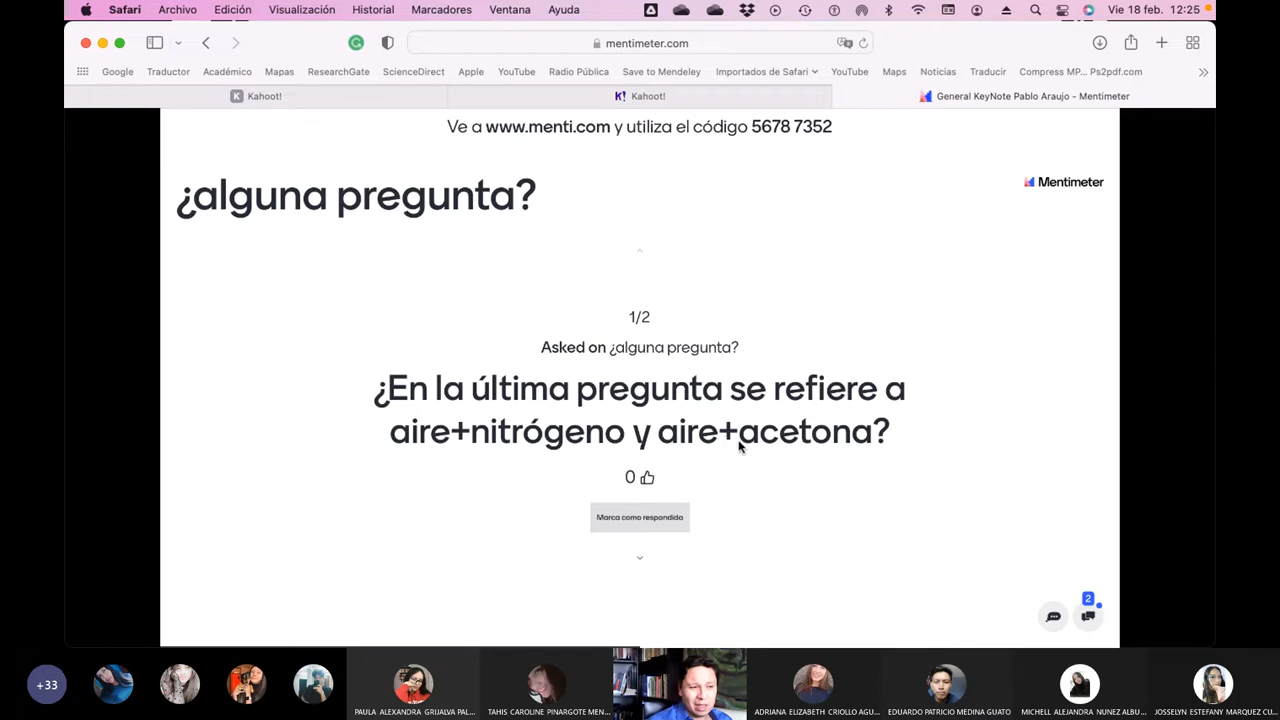 Safari Archivo Edición Visualización Historial Marcadores Ventana Ayuda Vie 18 feb. 12:25
mentimeter.com
Google Traductor Académico Mapas ResearchGate ScienceDirect Apple YouTube Radio Pública Save to Mendeley Importados de Safari YouTube Maps Noticias Traducir Compress MP... Ps2pdf.com
K Kahoot! K! Kahoot! General KeyNote Pablo Araujo - Mentimeter
Ve a www.menti.com y utiliza el código 5678 7352
¿alguna pregunta?
Mentimeter
1/2
Asked on ¿alguna pregunta?
¿En la última pregunta se refiere a
aire+nitrógeno y aire+acetona?
0
Marca como respondida
2
+33
PAULA ALEXANDRA GRIJALVA PAL... TAHIS CAROLINE PINARGOTE MEN... ADRIANA ELIZABETH CRIOLLO AGU... EDUARDO PATRICIO MEDINA GUATO MICHELL ALEJANDRA NUNEZ ALBU... JOSSELYN ESTEFANY MARQUEZ CU...